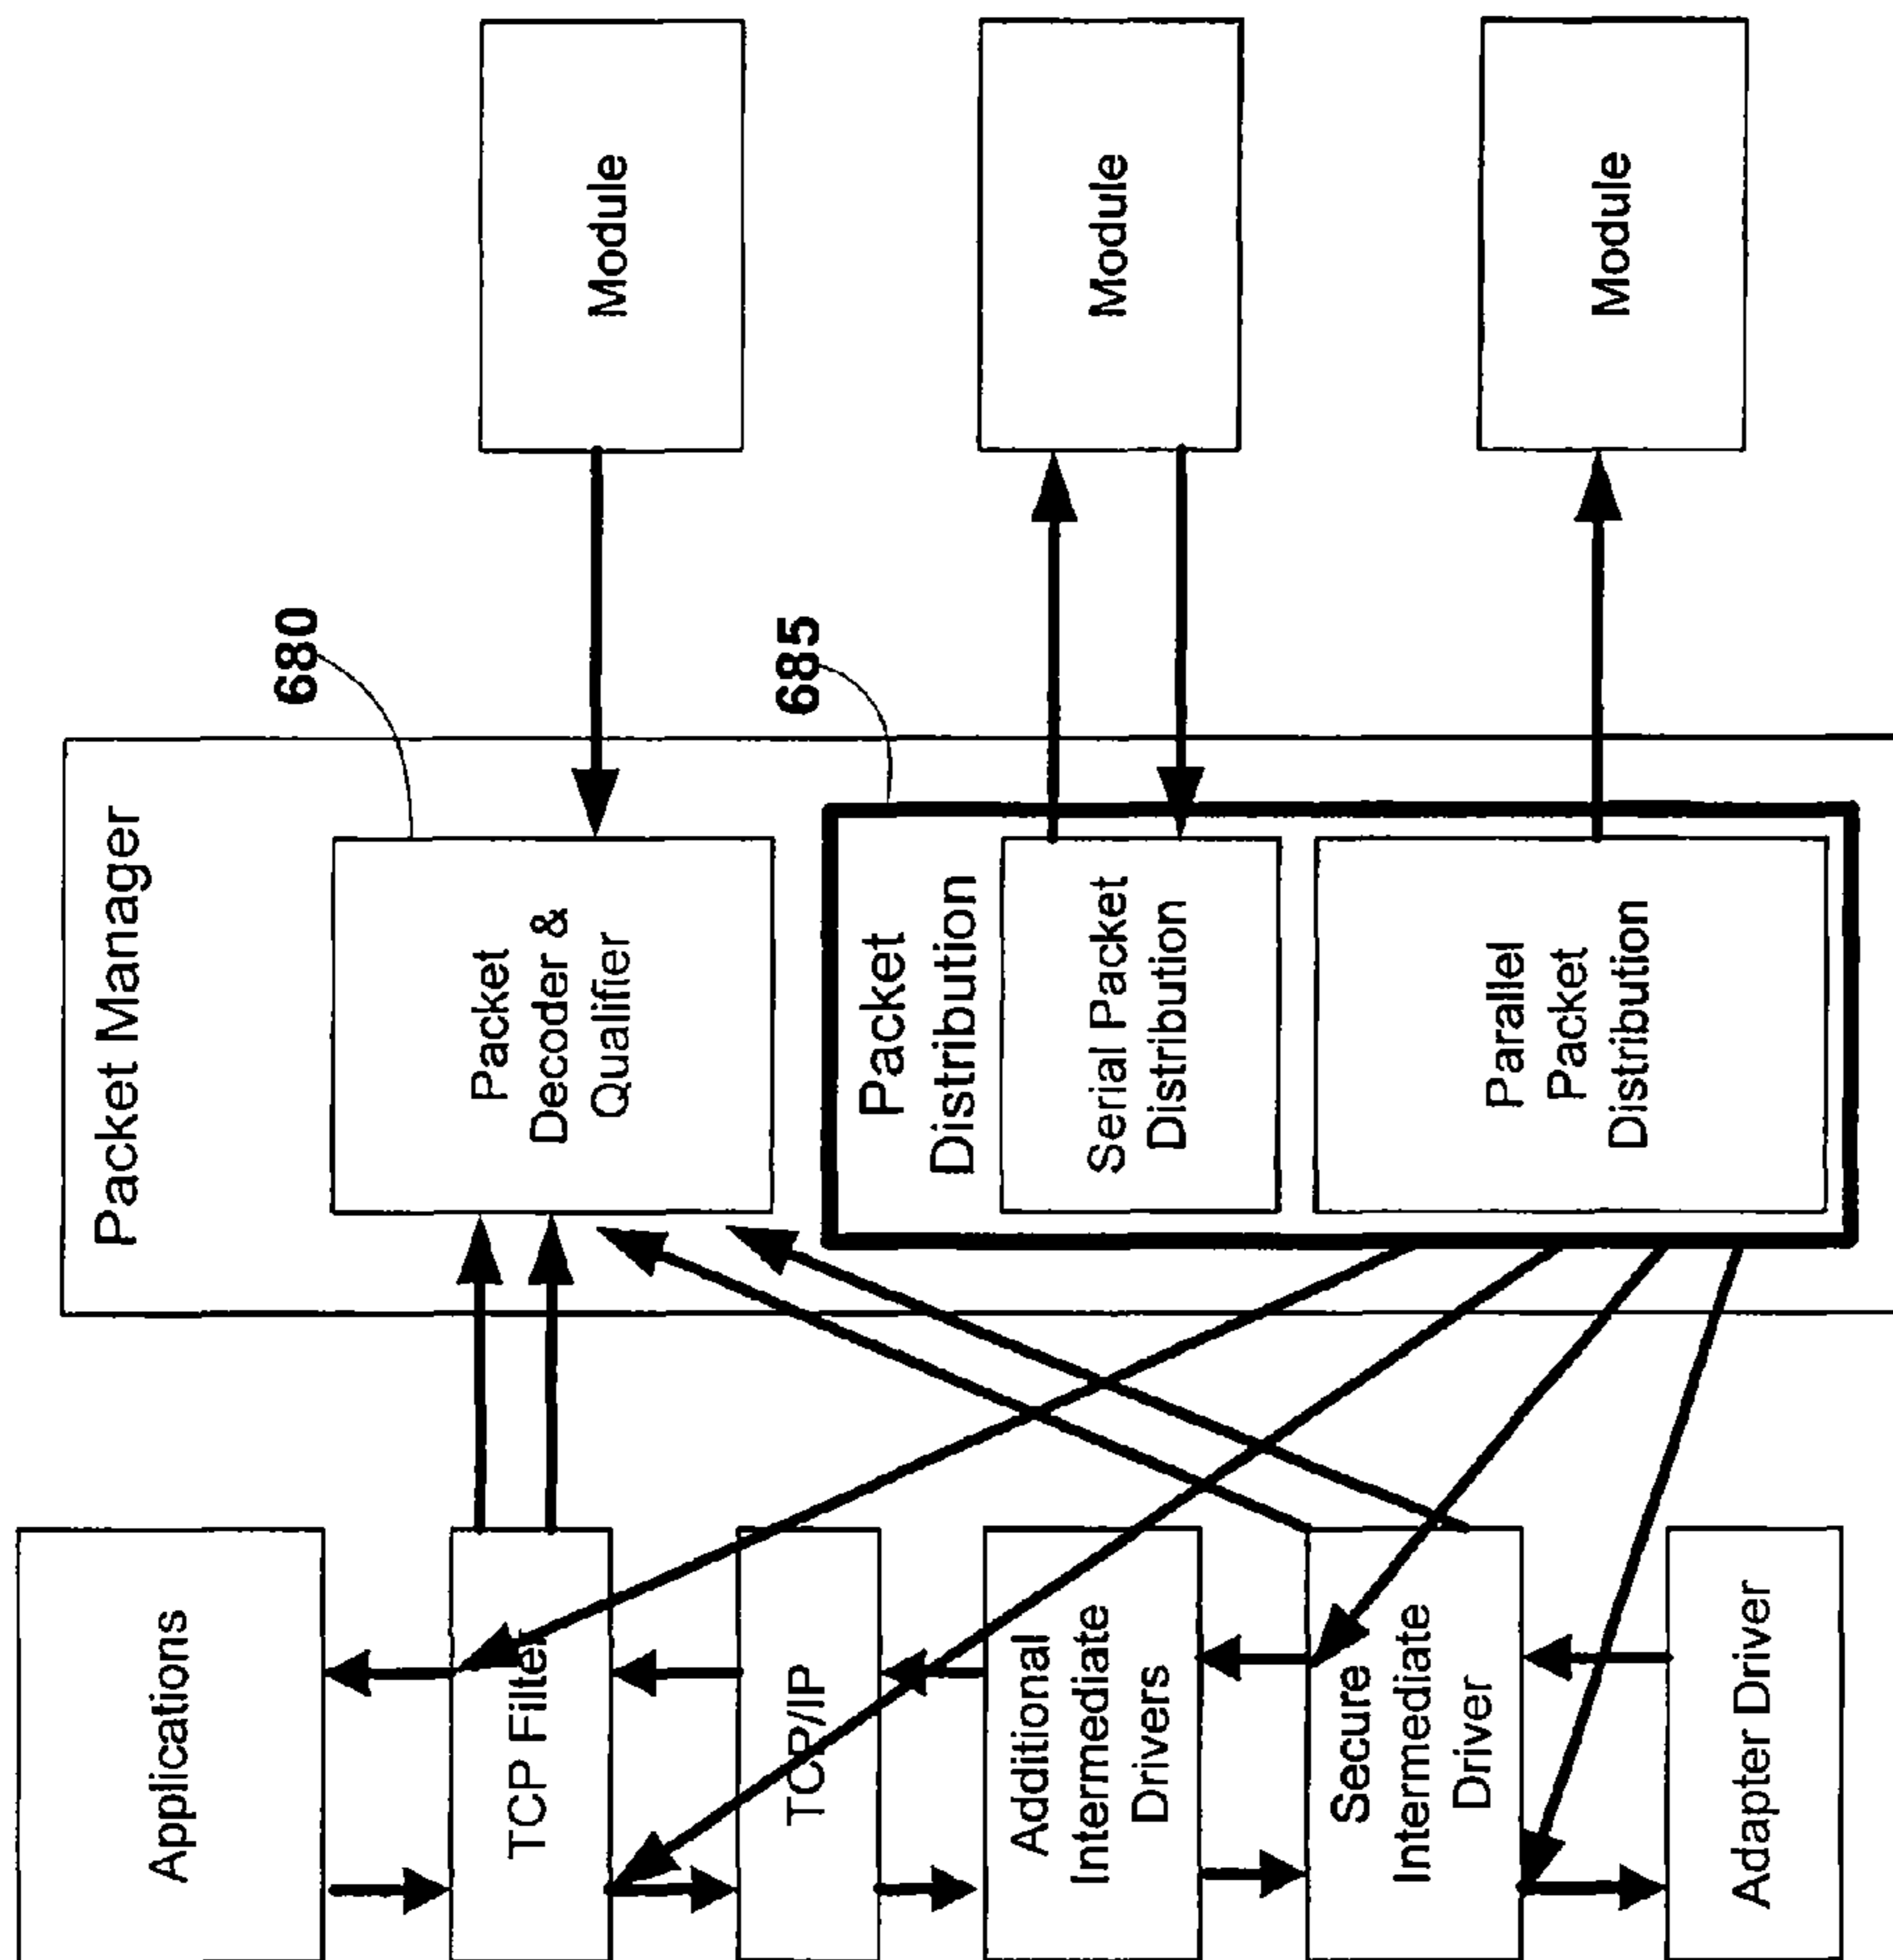 Applications
TCP Filter
TCP/IP
Additional
Intermediate
Drivers
Secure
Intermediate
Driver
Adapter Driver
Packet Manager
680
Packet
Decoder &
Qualifier
685
Packet
Distribution
Serial Packet
Distribution
Parallel
Packet
Distribution
Module
Module
Module